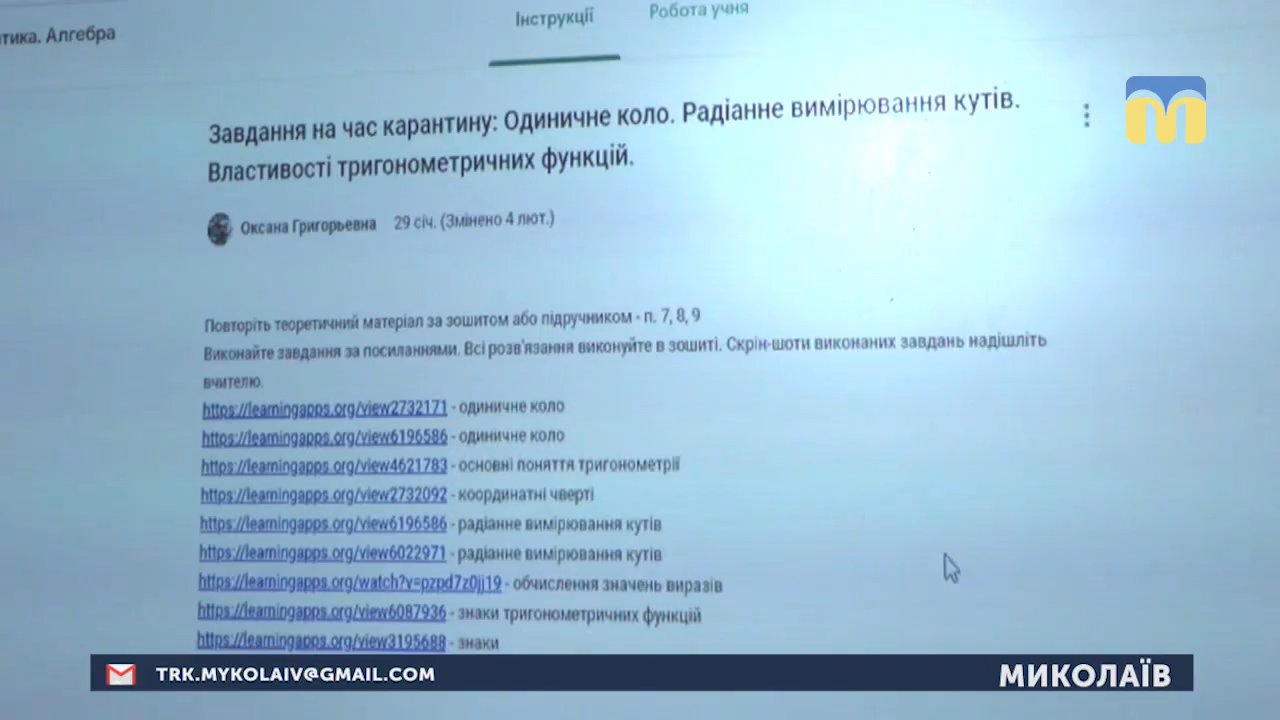 Інструкції
Робота учня
тика. Алгебра
Завдання на час карантину: Одиничне коло. Радіанне вимірювання кутів.
Властивості тригонометричних функцій.
Оксана Григорьевна 29 січ. (Змінено 4 лют.)
Повторіть теоретичний матеріал за зошитом або підручником - п. 7, 8, 9
Виконайте завдання за посиланнями. Всі розв'язання виконуйте в зошиті. Скрін-шоти виконаних завдань надішліть
вчителю.
https://learningapps.org/view2732171 - одиничне коло
https://learningapps.org/view6196586 - одиничне коло
https://learningapps.org/view4621783 - основні поняття тригонометрії
https://learningapps.org/view2732092 - координатні чверті
https://learningapps.org/view6196586 - радіанне вимірювання кутів
https://learningapps.org/view6022971 - радіанне вимірювання кутів
https://learningapps.org/watch?v=pzpd7z0jj19 - обчислення значень виразів
https://learningapps.org/view6087936 - знаки тригонометричних функцій
https://learningapps.org/view3195688 - знаки
TRK.MYKOLAIV@GMAIL.COM
МИКОЛАЇВ